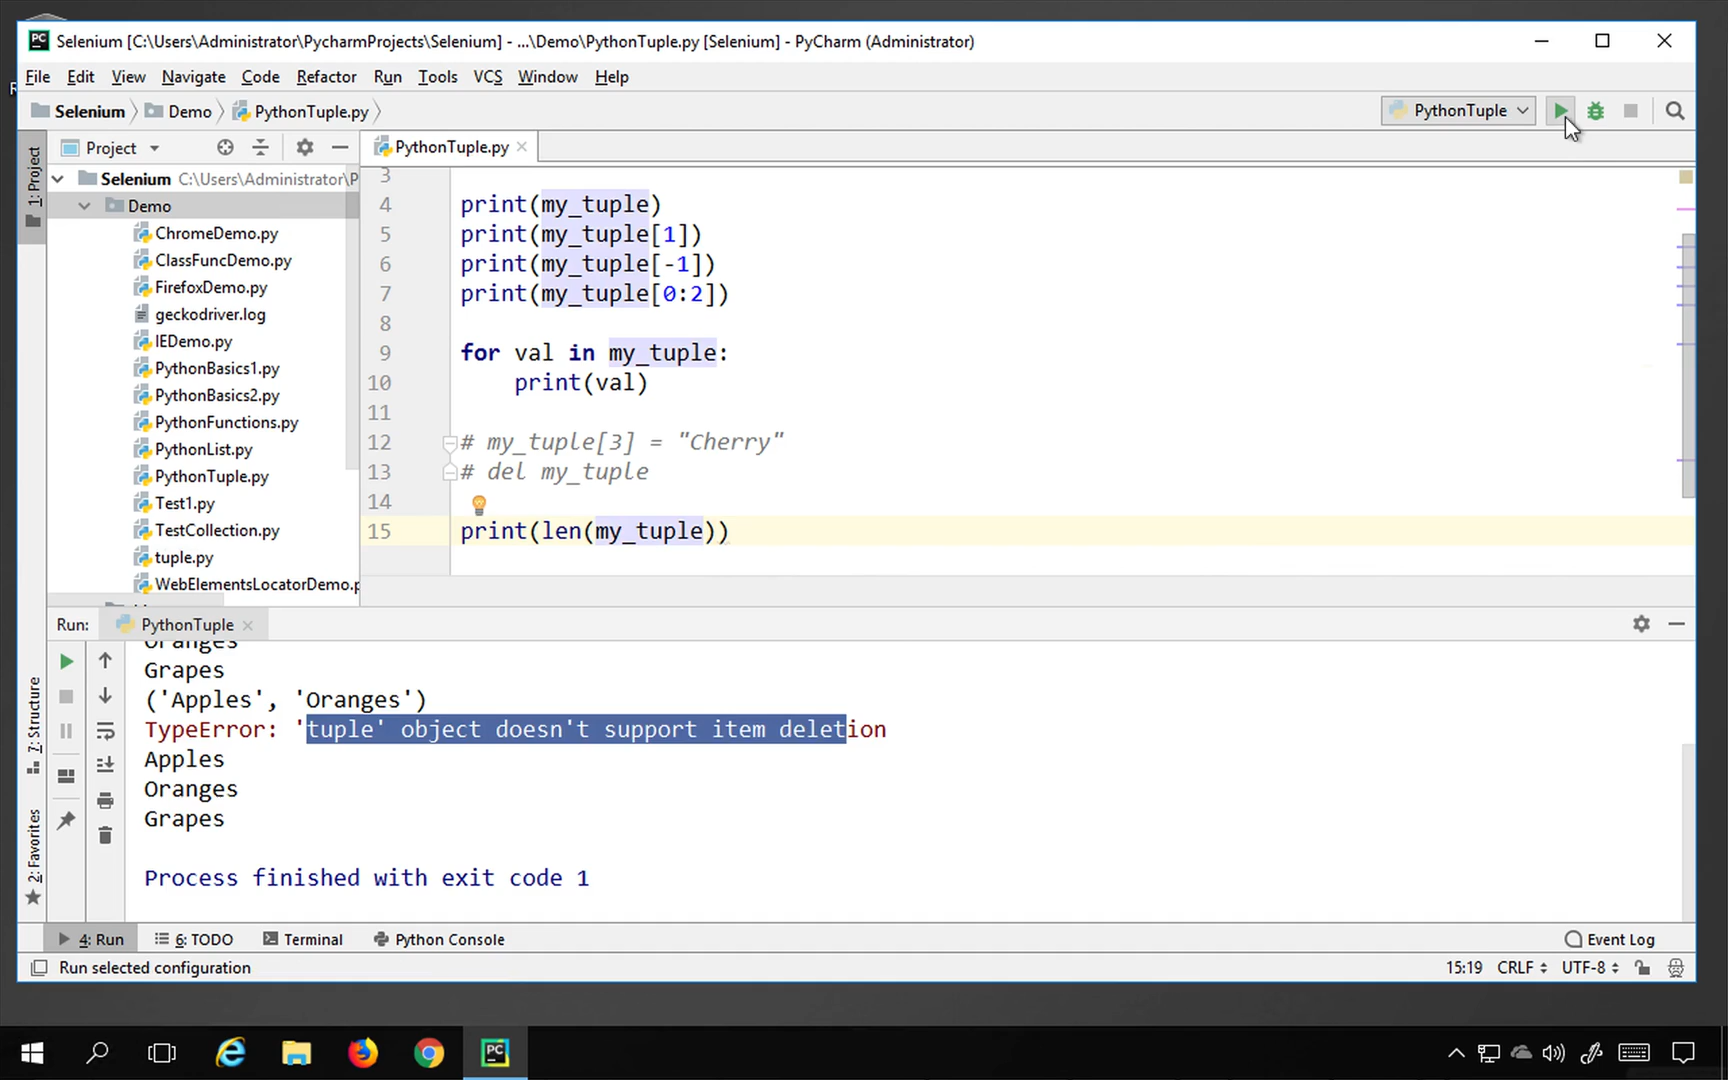 Selenium [C:\Users\Administrator\PycharmProjects\Selenium] - ...\Demo\PythonTuple.py [Selenium] - PyCharm (Administrator)
File Edit View Navigate Code Refactor Run Tools VCS Window Help
Selenium Demo PythonTuple.py PythonTuple
Project PythonTuple.py
1: Project
Selenium C:\Users\Administrator\P
Demo
ChromeDemo.py
ClassFuncDemo.py
FirefoxDemo.py
geckodriver.log
IEDemo.py
PythonBasics1.py
PythonBasics2.py
PythonFunctions.py
PythonList.py
PythonTuple.py
Test1.py
TestCollection.py
tuple.py
WebElementsLocatorDemo.p
3
4 print(my_tuple)
5 print(my_tuple[1])
6 print(my_tuple[-1])
7 print(my_tuple[0:2])
8
9 for val in my_tuple:
10 print(val)
11
12 # my_tuple[3] = "Cherry"
13 # del my_tuple
14
15 print(len(my_tuple))
Run: PythonTuple
Oranges
Grapes
('Apples', 'Oranges')
TypeError: 'tuple' object doesn't support item deletion
Apples
Oranges
Grapes
Process finished with exit code 1
7: Structure
2: Favorites
4: Run 6: TODO Terminal Python Console Event Log
Run selected configuration 15:19 CRLF UTF-8